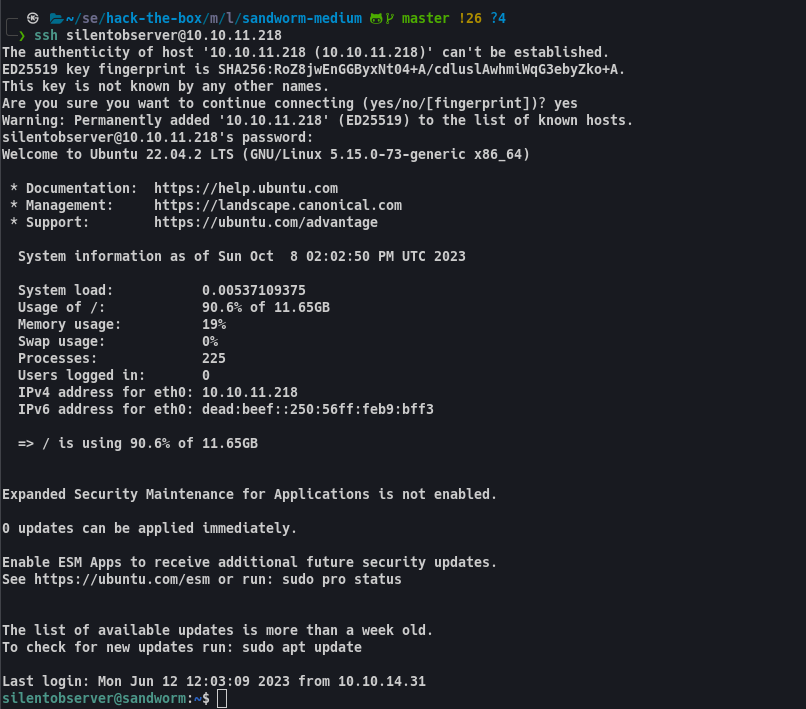 ~/se/hack-the-box/m/l/sandworm-medium master !26 ?4
❯ ssh silentobserver@10.10.11.218
The authenticity of host '10.10.11.218 (10.10.11.218)' can't be established.
ED25519 key fingerprint is SHA256:RoZ8jwEnGGByxNt04+A/cdluslAwhmiWqG3ebyZko+A.
This key is not known by any other names.
Are you sure you want to continue connecting (yes/no/[fingerprint])? yes
Warning: Permanently added '10.10.11.218' (ED25519) to the list of known hosts.
silentobserver@10.10.11.218's password:
Welcome to Ubuntu 22.04.2 LTS (GNU/Linux 5.15.0-73-generic x86_64)

 * Documentation:  https://help.ubuntu.com
 * Management:     https://landscape.canonical.com
 * Support:        https://ubuntu.com/advantage

  System information as of Sun Oct  8 02:02:50 PM UTC 2023

  System load:           0.00537109375
  Usage of /:            90.6% of 11.65GB
  Memory usage:          19%
  Swap usage:            0%
  Processes:             225
  Users logged in:       0
  IPv4 address for eth0: 10.10.11.218
  IPv6 address for eth0: dead:beef::250:56ff:feb9:bff3

  => / is using 90.6% of 11.65GB

Expanded Security Maintenance for Applications is not enabled.

0 updates can be applied immediately.

Enable ESM Apps to receive additional future security updates.
See https://ubuntu.com/esm or run: sudo pro status

The list of available updates is more than a week old.
To check for new updates run: sudo apt update

Last login: Mon Jun 12 12:03:09 2023 from 10.10.14.31
silentobserver@sandworm:~$